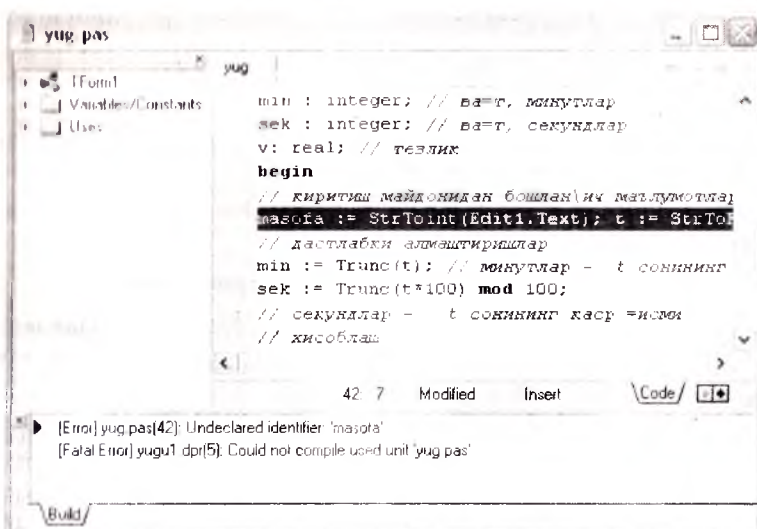 yug pas
yug
TForm1
Variables/Constants
Uses
min : integer; // ва=т, минутлар
sek : integer; // ва=т, секундлар
v: real; // тезлик
begin
// киритиш майдонидан бошлан\ич маълумотлар
masofa := StrToint(Edit1.Text); t := StrToF
// дастлабки алмаштиришлар
min := Trunc(t); // минутлар - t сонининг
sek := Trunc(t*100) mod 100;
// секундлар - t сонининг каср =исми
// хисоблаш
42: 7 Modified Insert Code
[Error] yug.pas(42): Undeclared identifier: 'masofa'
[Fatal Error] yugu1.dpr(5): Could not compile used unit 'yug.pas'
Build